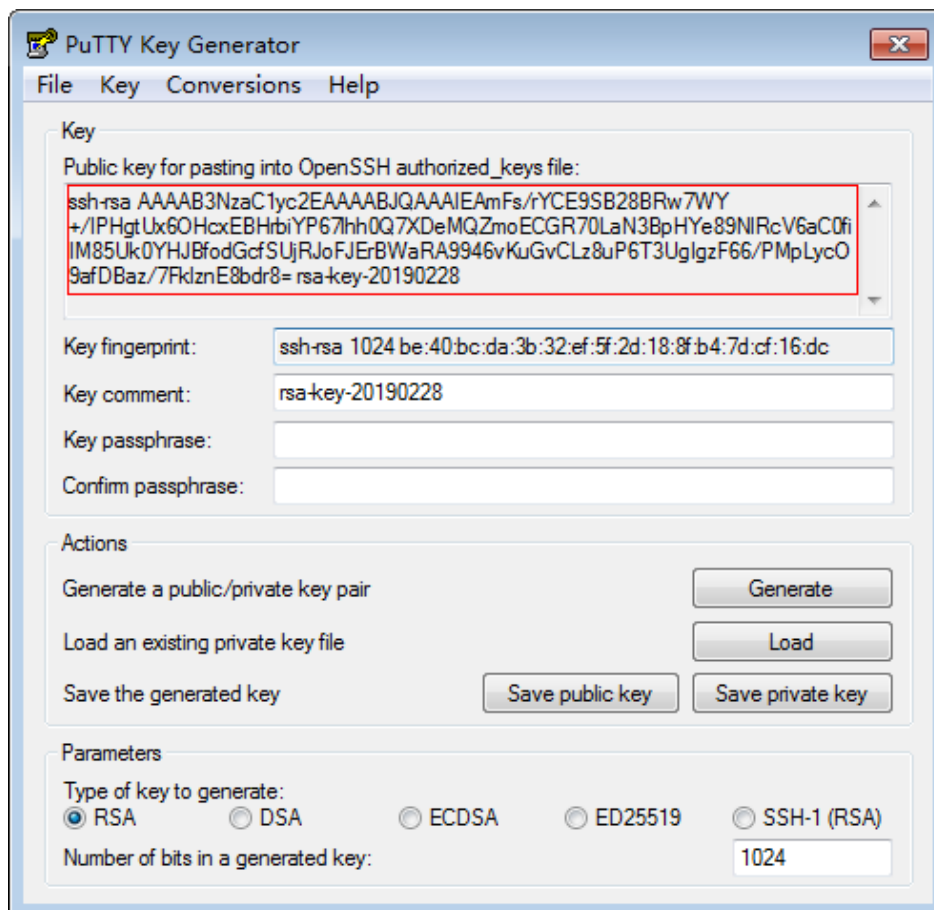 PuTTY Key Generator
File Key Conversions Help
Key
Public key for pasting into OpenSSH authorized_keys file:
ssh-rsa AAAAB3NzaC1yc2EAAAABJQAAAIEAmFs/rYCE9SB28BRw7WY
+/IPHgtUx6OHcxEBHrbiYP67lhh0Q7XDeMQZmoECGR70LaN3BpHYe89NIRcV6aC0fi
IM85Uk0YHJBfodGcfSUjRJoFJErBWaRA9946vKuGvCLz8uP6T3UgIgzF66/PMpLycO
9afDBaz/7FkIznE8bdr8= rsa-key-20190228
Key fingerprint: ssh-rsa 1024 be:40:bc:da:3b:32:ef:5f:2d:18:8f:b4:7d:cf:16:dc
Key comment: rsa-key-20190228
Key passphrase:
Confirm passphrase:
Actions
Generate a public/private key pair Generate
Load an existing private key file Load
Save the generated key Save public key Save private key
Parameters
Type of key to generate:
RSA DSA ECDSA ED25519 SSH-1 (RSA)
Number of bits in a generated key: 1024